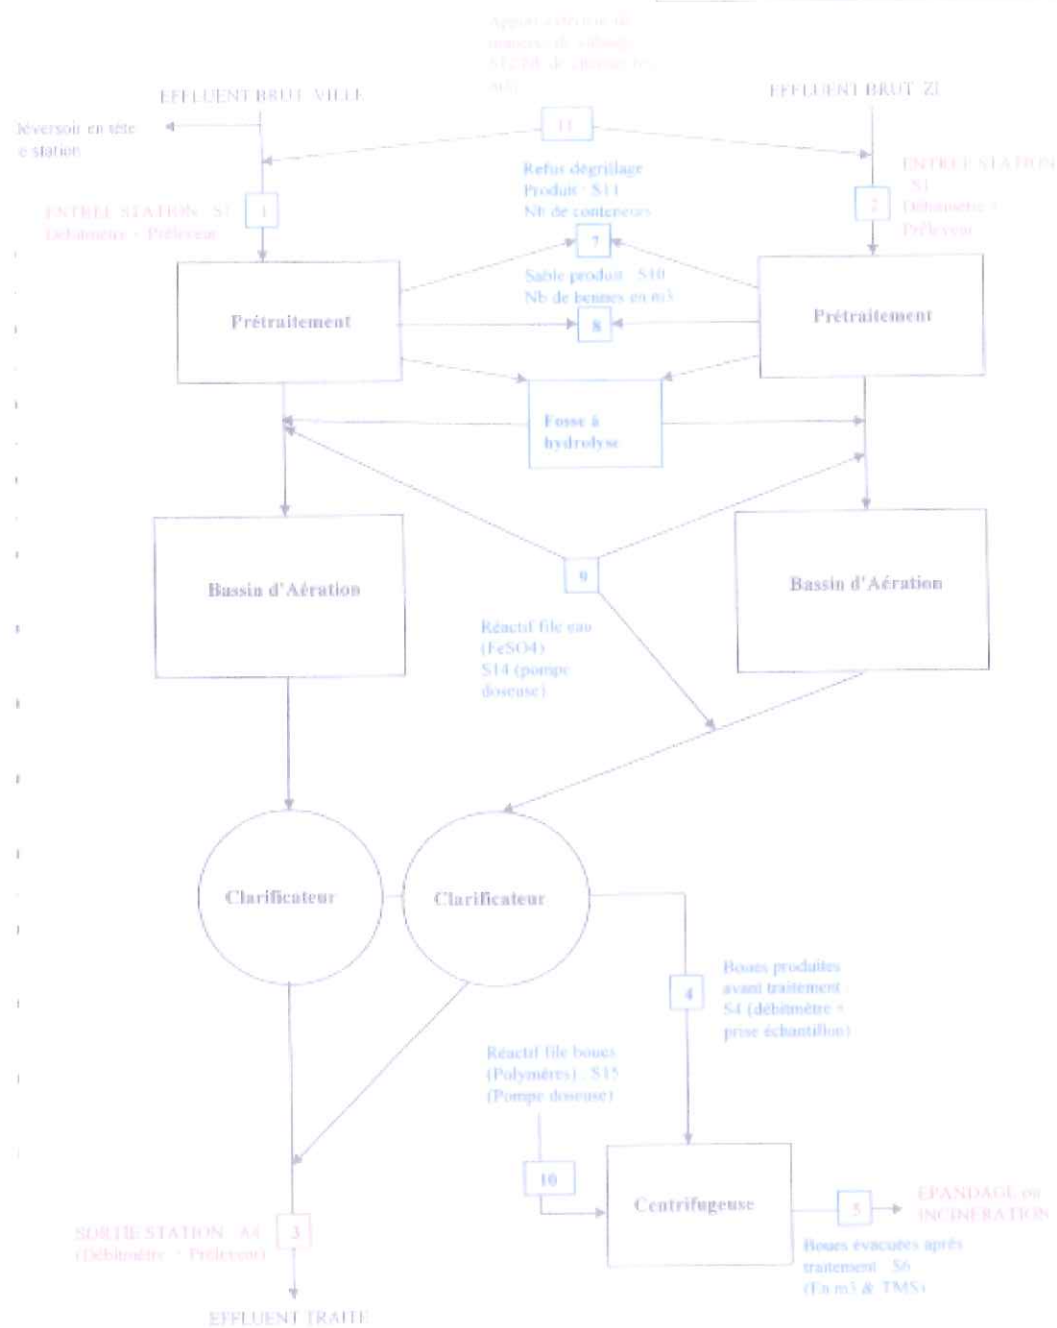 EFFLUENT BRUT VILLE
EFFLUENT BRUT ZI
déversoir en tête
e station
11
Refus dégrillage
Produit : S11
Nb de conteneurs
ENTREE STATION
S1
Débitmètre +
Préleveur
ENTREE STATION
Débitmètre + Préleveur
1
2
7
Sable produit : S10
Nb de bennes en m3
8
Prétraitement
Prétraitement
Fosse à
hydrolyse
Bassin d'Aération
Bassin d'Aération
9
Réactif file eau
(FeSO4)
S14 (pompe
doseuse)
Clarificateur
Clarificateur
4
Boues produites
avant traitement
S4 (débitmètre +
prise échantillon)
Réactif file boues
(Polymères) : S15
(Pompe doseuse)
10
Centrifugeuse
5
EPANDAGE ou
INCINERATION
Boues évacuées après
traitement : S6
(En m3 & TMS)
SORTIE STATION : A4
(Débitmètre + Préleveur)
3
EFFLUENT TRAITE